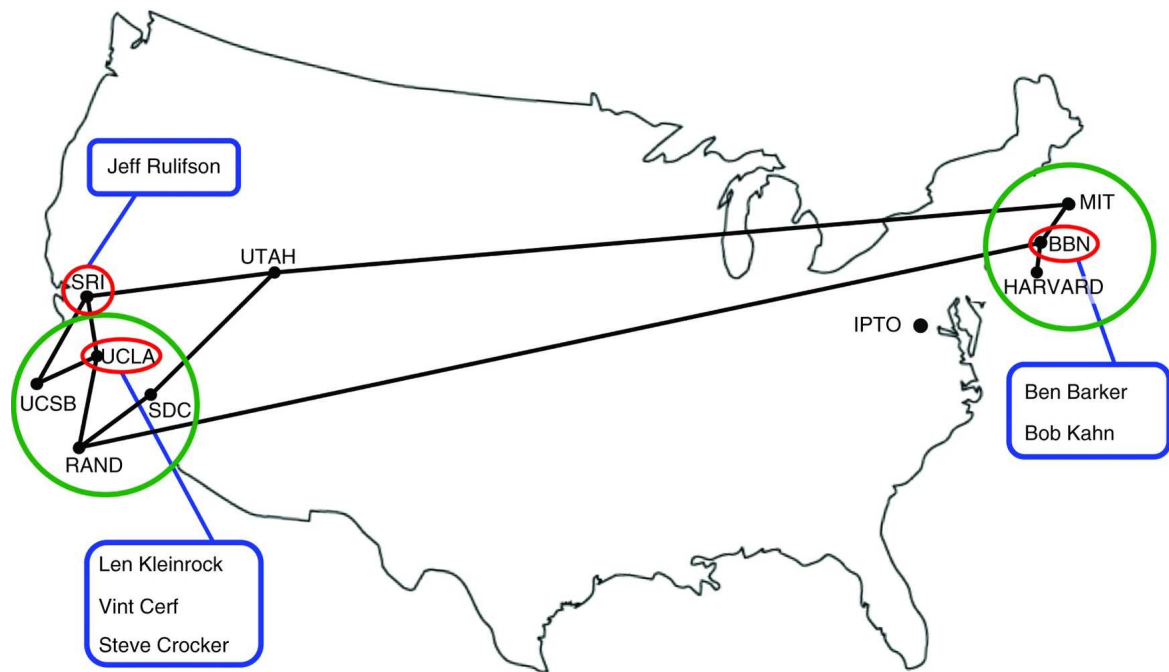 Jeff Rulifson
MIT
UTAH
BBN
SRI
HARVARD
IPTO
UCLA
UCSB
SDC
Ben Barker
Bob Kahn
RAND
Len Kleinrock
Vint Cerf
Steve Crocker